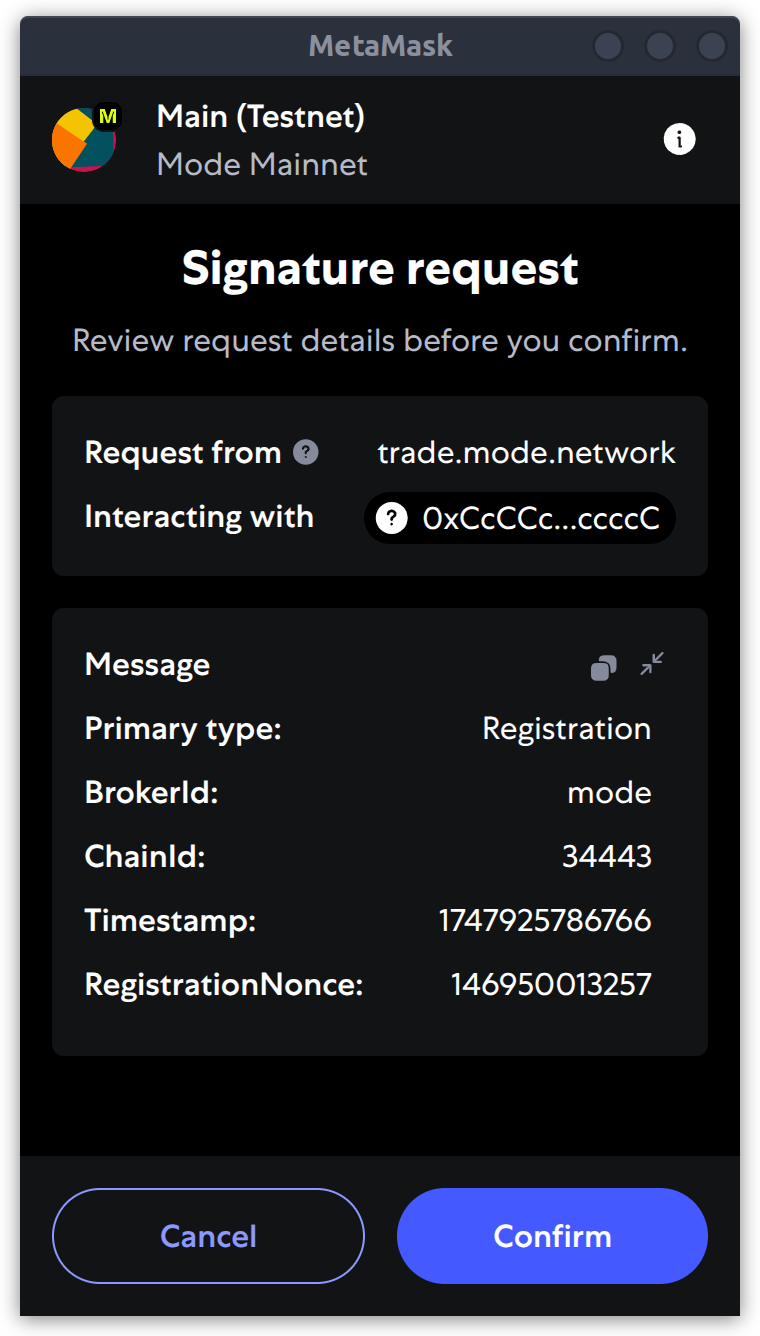 MetaMask
M
Main (Testnet)
Mode Mainnet
i
Signature request
Review request details before you confirm.
Request from ? trade.mode.network
Interacting with ? 0xCcCCc...ccccC
Message
Primary type: Registration
BrokerId: mode
ChainId: 34443
Timestamp: 1747925786766
RegistrationNonce: 146950013257
Cancel Confirm